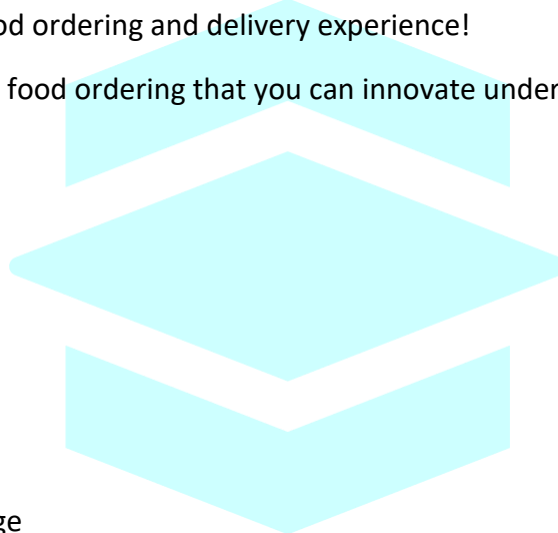 od ordering and delivery experience!
food ordering that you can innovate under
ge